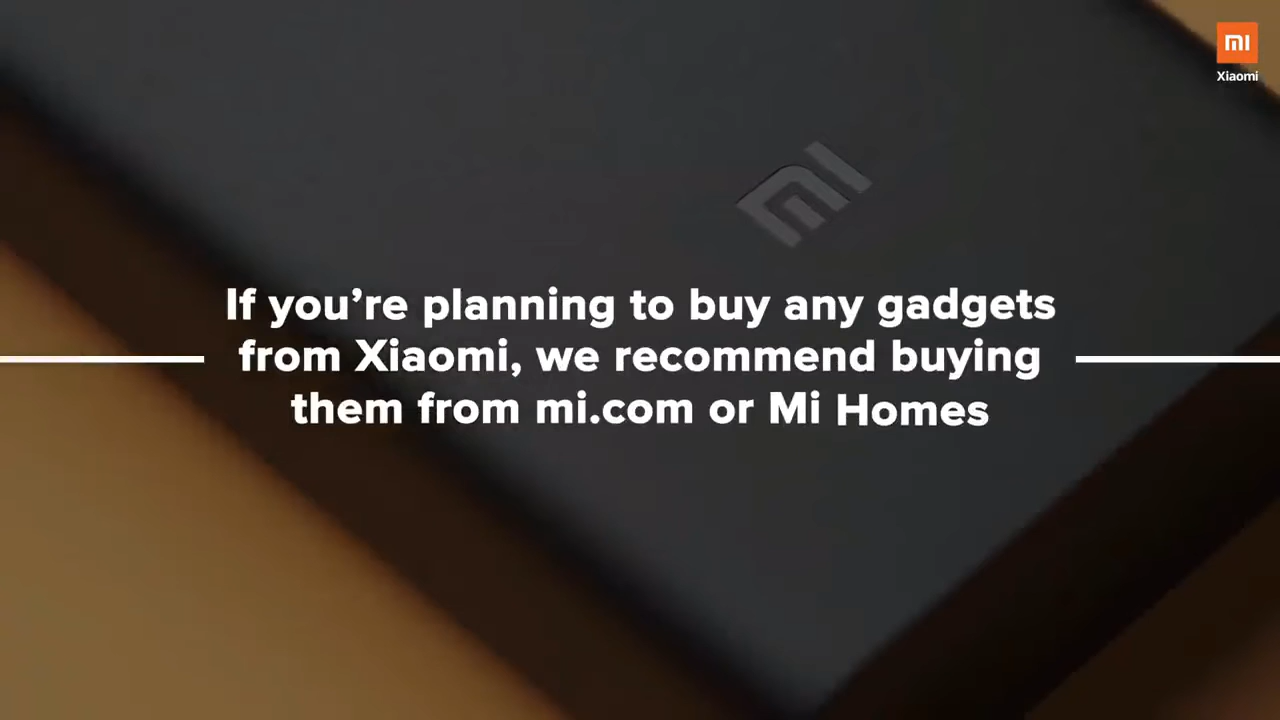 mi
Xiaomi
mi
If you’re planning to buy any gadgets
from Xiaomi, we recommend buying
them from mi.com or Mi Homes